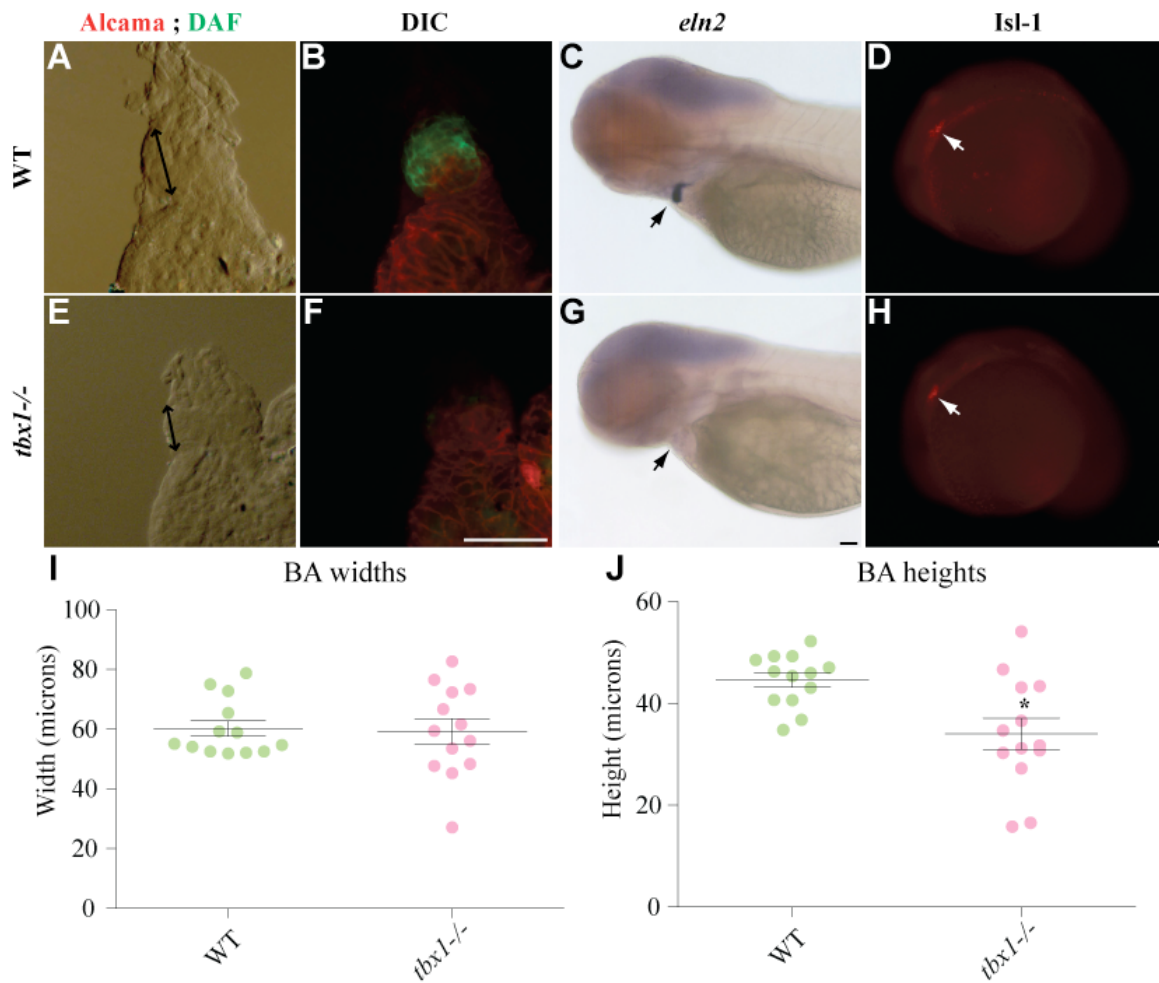 Alcama ; DAF DIC eln2 Isl-1
WT
A B C D
tbx1-/-
E F G H
I BA widths
Width (microns)
100
80
60
40
20
0
WT tbx1-/-
J BA heights
Height (microns)
60
40
20
0
*
WT tbx1-/-